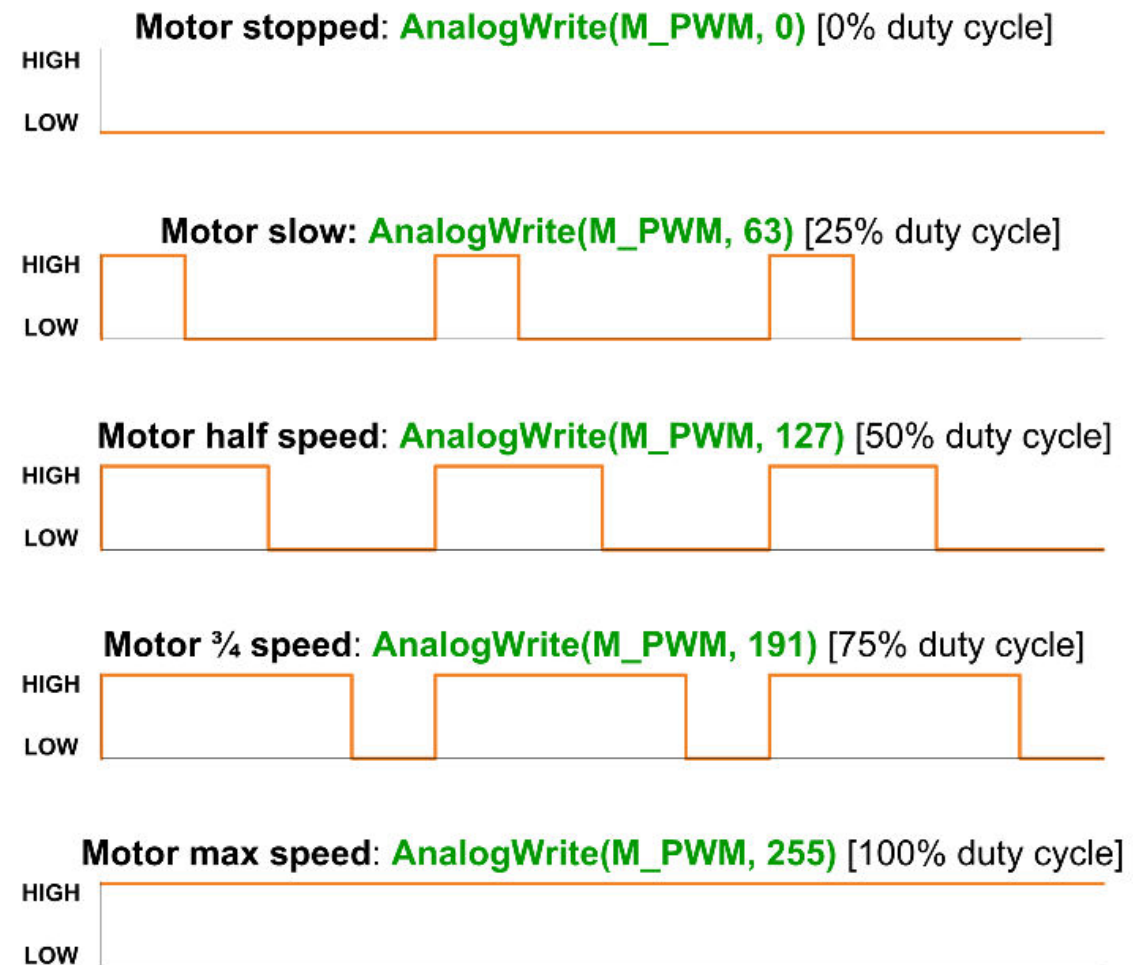 Motor stopped: AnalogWrite(M_PWM, 0) [0% duty cycle]
HIGH
LOW
Motor slow: AnalogWrite(M_PWM, 63) [25% duty cycle]
HIGH
LOW
Motor half speed: AnalogWrite(M_PWM, 127) [50% duty cycle]
HIGH
LOW
Motor ¾ speed: AnalogWrite(M_PWM, 191) [75% duty cycle]
HIGH
LOW
Motor max speed: AnalogWrite(M_PWM, 255) [100% duty cycle]
HIGH
LOW